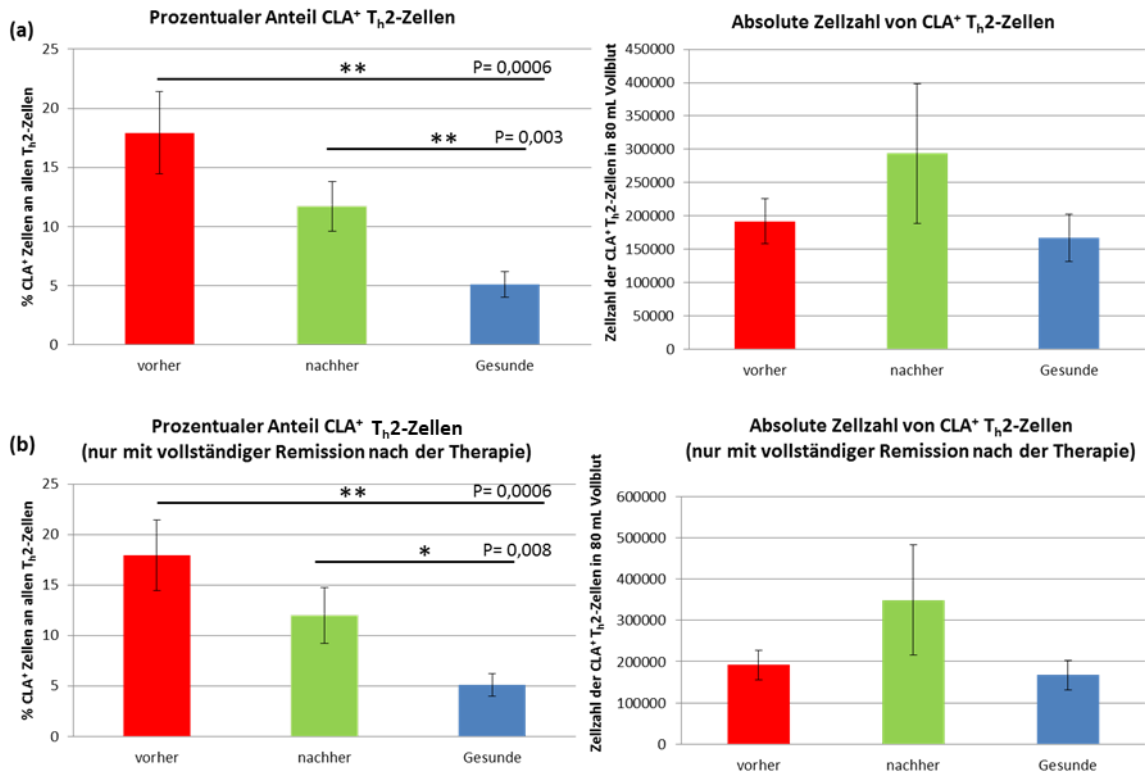 (a)
Prozentualer Anteil CLA⁺ Tₕ2-Zellen
% CLA⁺ Zellen an allen Tₕ2-Zellen
25
20
15
10
5
0
** P= 0,0006
** P= 0,003
vorher nachher Gesunde
Absolute Zellzahl von CLA⁺ Tₕ2-Zellen
Zellzahl der CLA⁺ Tₕ2-Zellen in 80 mL Vollblut
450000
400000
350000
300000
250000
200000
150000
100000
50000
0
vorher nachher Gesunde
(b)
Prozentualer Anteil CLA⁺ Tₕ2-Zellen
(nur mit vollständiger Remission nach der Therapie)
% CLA⁺ Zellen an allen Tₕ2-Zellen
25
20
15
10
5
0
** P= 0,0006
* P= 0,008
vorher nachher Gesunde
Absolute Zellzahl von CLA⁺ Tₕ2-Zellen
(nur mit vollständiger Remission nach der Therapie)
Zellzahl der CLA⁺ Tₕ2-Zellen in 80 mL Vollblut
600000
500000
400000
300000
200000
100000
0
vorher nachher Gesunde